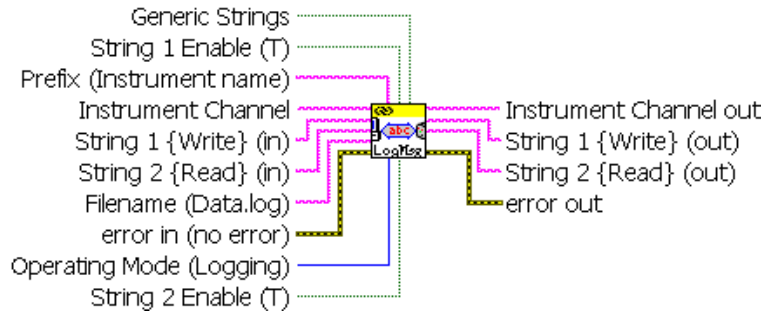 Generic Strings
String 1 Enable (T)
Prefix (Instrument name)
Instrument Channel
String 1 {Write} (in)
String 2 {Read} (in)
Filename (Data.log)
error in (no error)
Operating Mode (Logging)
String 2 Enable (T)
abc
LogMsg
Instrument Channel out
String 1 {Write} (out)
String 2 {Read} (out)
error out